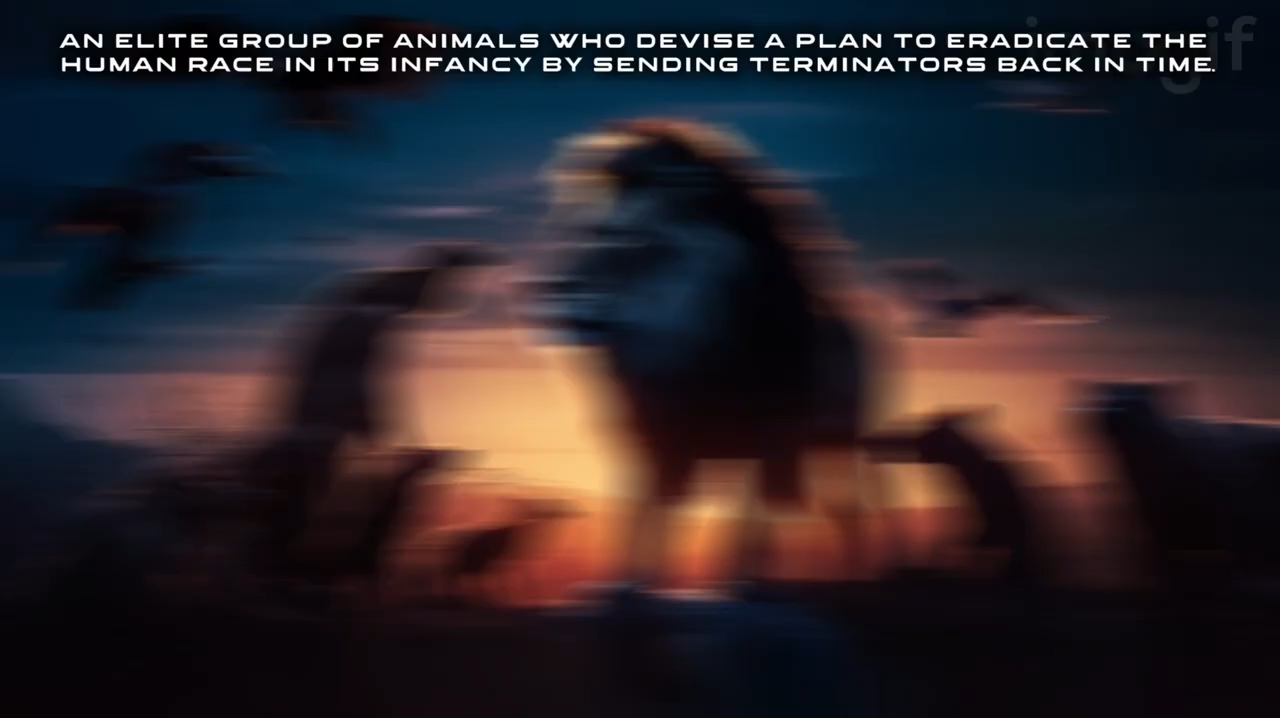 AN ELITE GROUP OF ANIMALS WHO DEVISE A PLAN TO ERADICATE THE
HUMAN RACE IN ITS INFANCY BY SENDING TERMINATORS BACK IN TIME.